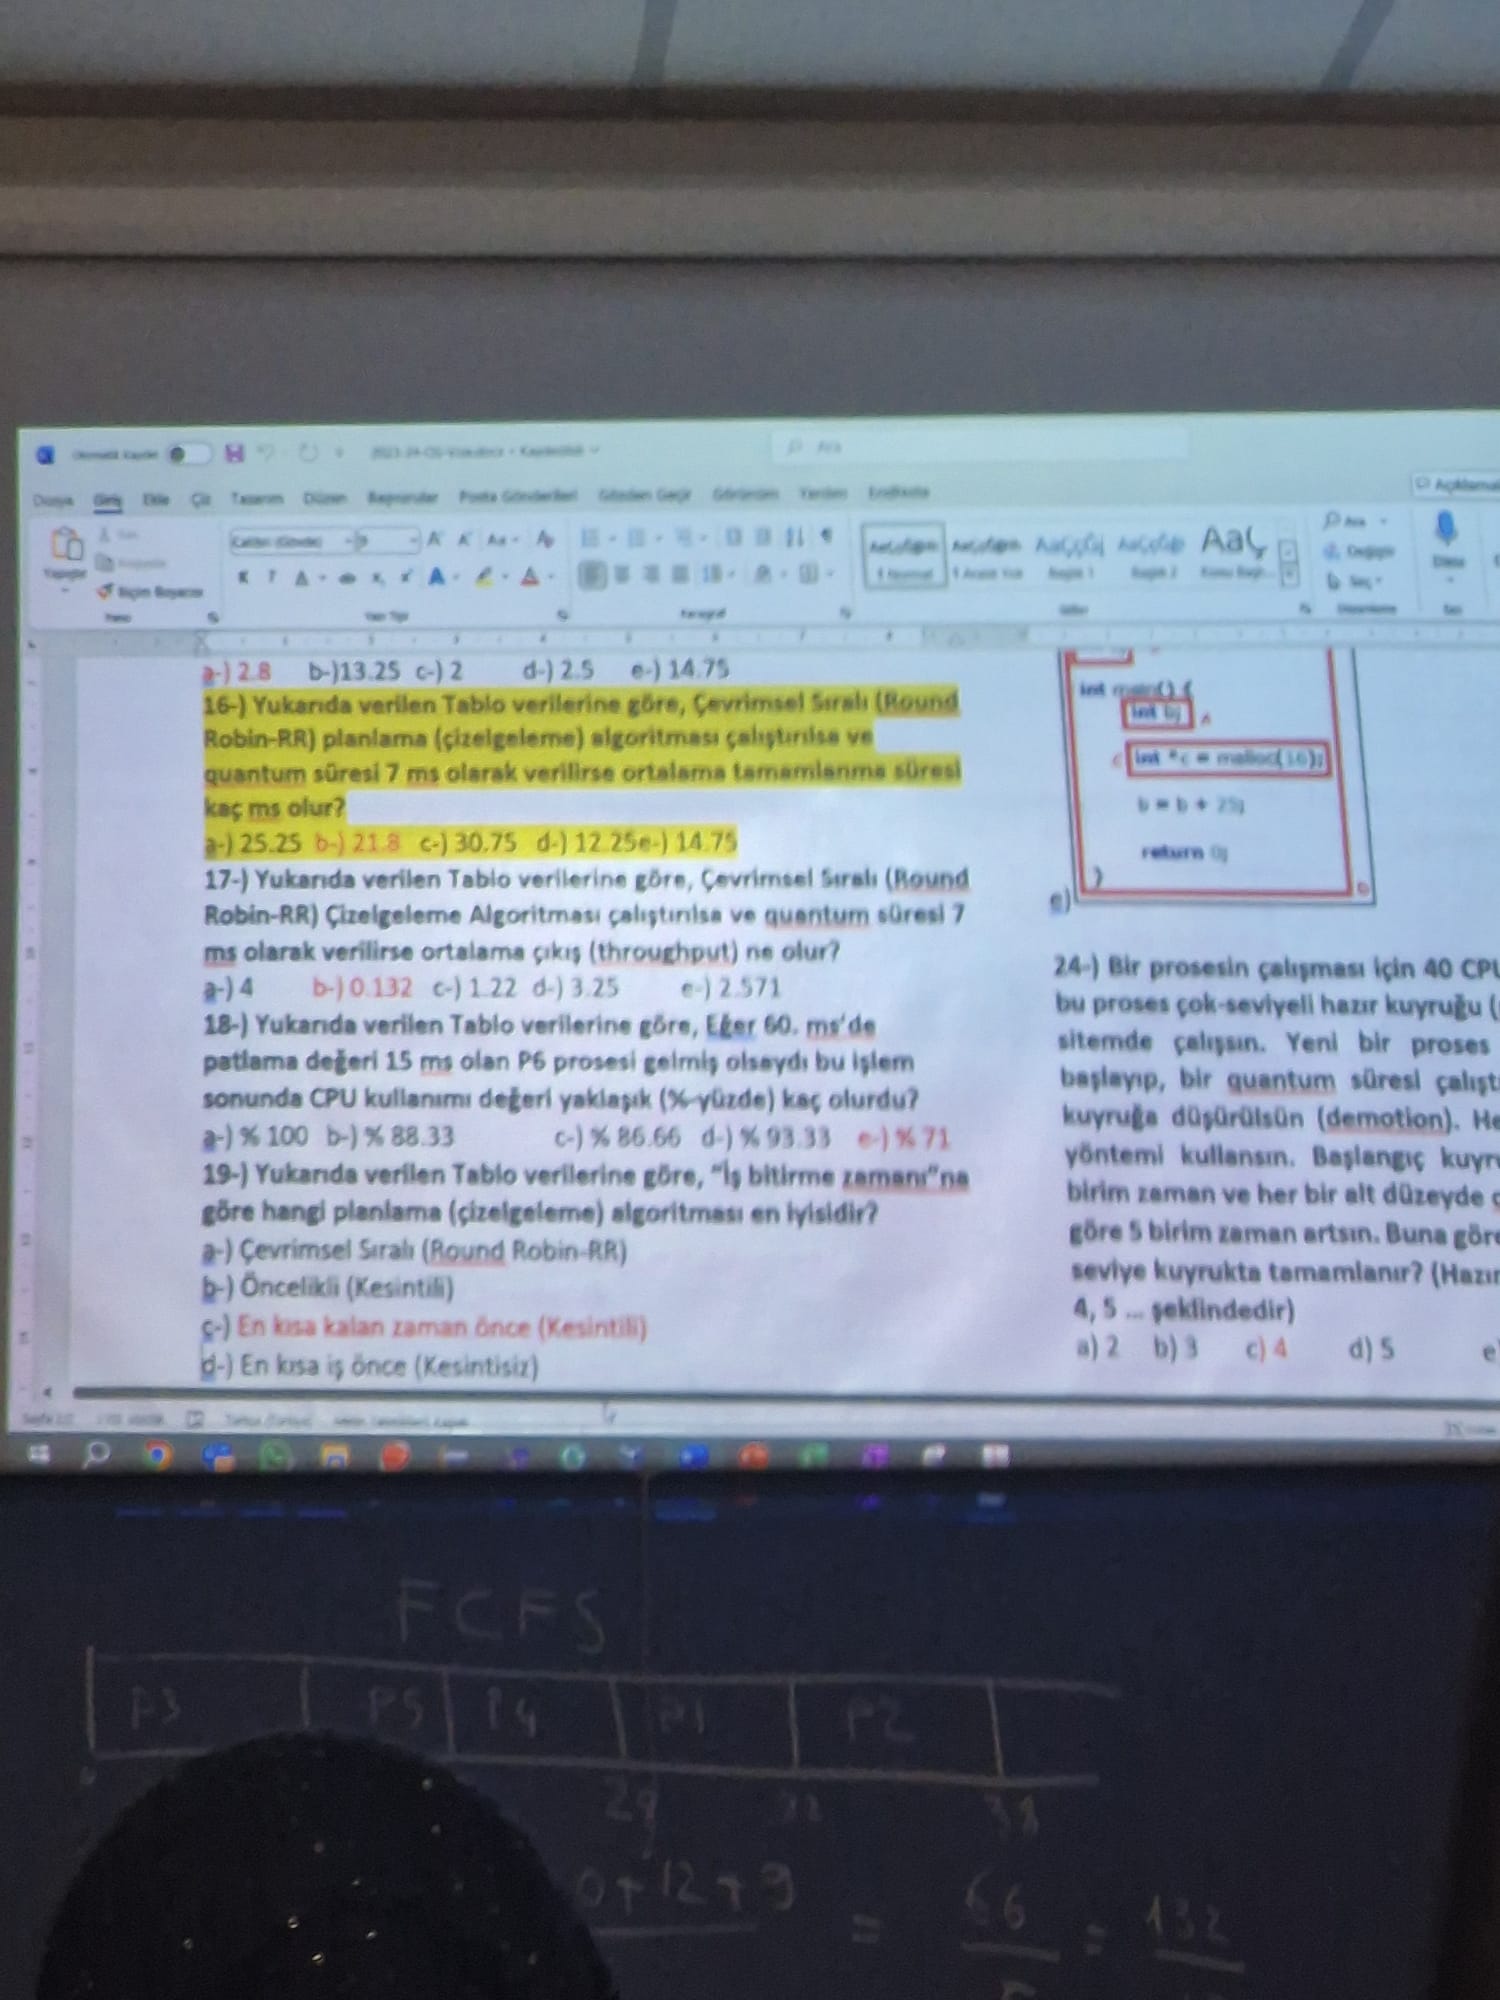 Ara
Dosya Giriş Ekle Çiz Tasarım Düzen Başvurular Posta Gönderileri Gözden Geçir Görünüm Yardım
Biçim Boyacısı
a-) 2.8 b-)13.25 c-) 2 d-) 2.5 e-) 14.75
16-) Yukarıda verilen Tablo verilerine göre, Çevrimsel Sıralı (Round
Robin-RR) planlama (çizelgeleme) algoritması çalıştırılsa ve
quantum süresi 7 ms olarak verilirse ortalama tamamlanma süresi
kaç ms olur?
a-) 25.25 b-) 21.8 c-) 30.75 d-) 12.25e-) 14.75
17-) Yukarıda verilen Tablo verilerine göre, Çevrimsel Sıralı (Round
Robin-RR) Çizelgeleme Algoritması çalıştırılsa ve quantum süresi 7
ms olarak verilirse ortalama çıkış (throughput) ne olur?
a-) 4 b-) 0.132 c-) 1.22 d-) 3.25 e-) 2.571
18-) Yukarıda verilen Tablo verilerine göre, Eğer 60. ms'de
patlama değeri 15 ms olan P6 prosesi gelmiş olsaydı bu işlem
sonunda CPU kullanımı değeri yaklaşık (%-yüzde) kaç olurdu?
a-) % 100 b-) % 88.33 c-) % 86.66 d-) % 93.33 e-) % 71
19-) Yukarıda verilen Tablo verilerine göre, "İş bitirme zamanı"na
göre hangi planlama (çizelgeleme) algoritması en iyisidir?
a-) Çevrimsel Sıralı (Round Robin-RR)
b-) Öncelikli (Kesintili)
c-) En kısa kalan zaman önce (Kesintili)
d-) En kısa iş önce (Kesintisiz)
int main() {
int b;
c int *c = malloc(16);
b = b + 25;
return 0;
}
e)
24-) Bir prosesin çalışması için 40 CPU
bu proses çok-seviyeli hazır kuyruğu (
sitemde çalışsın. Yeni bir proses
başlayıp, bir quantum süresi çalışt
kuyruğa düşürülsün (demotion). He
yöntemi kullansın. Başlangıç kuyr
birim zaman ve her bir alt düzeyde
göre 5 birim zaman artsın. Buna göre
seviye kuyrukta tamamlanır? (Hazır
4, 5 ... şeklindedir)
a) 2 b) 3 c) 4 d) 5 e
FCFS
P3 P5 P4 P1 P2
29 38
0+12+9 = 66 = 132